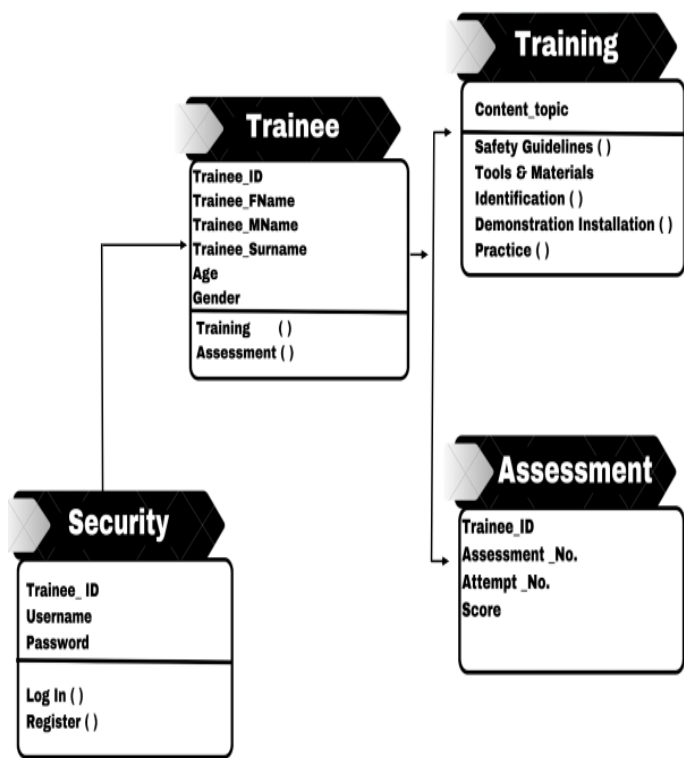 Training
Content_topic
Safety Guidelines ( )
Tools & Materials
Identification ( )
Demonstration Installation ( )
Practice ( )
Trainee
Trainee_ID
Trainee_FName
Trainee_MName
Trainee_Surname
Age
Gender
Training ( )
Assessment ( )
Assessment
Trainee_ID
Assessment _No.
Attempt _No.
Score
Security
Trainee_ ID
Username
Password
Log In ( )
Register ( )